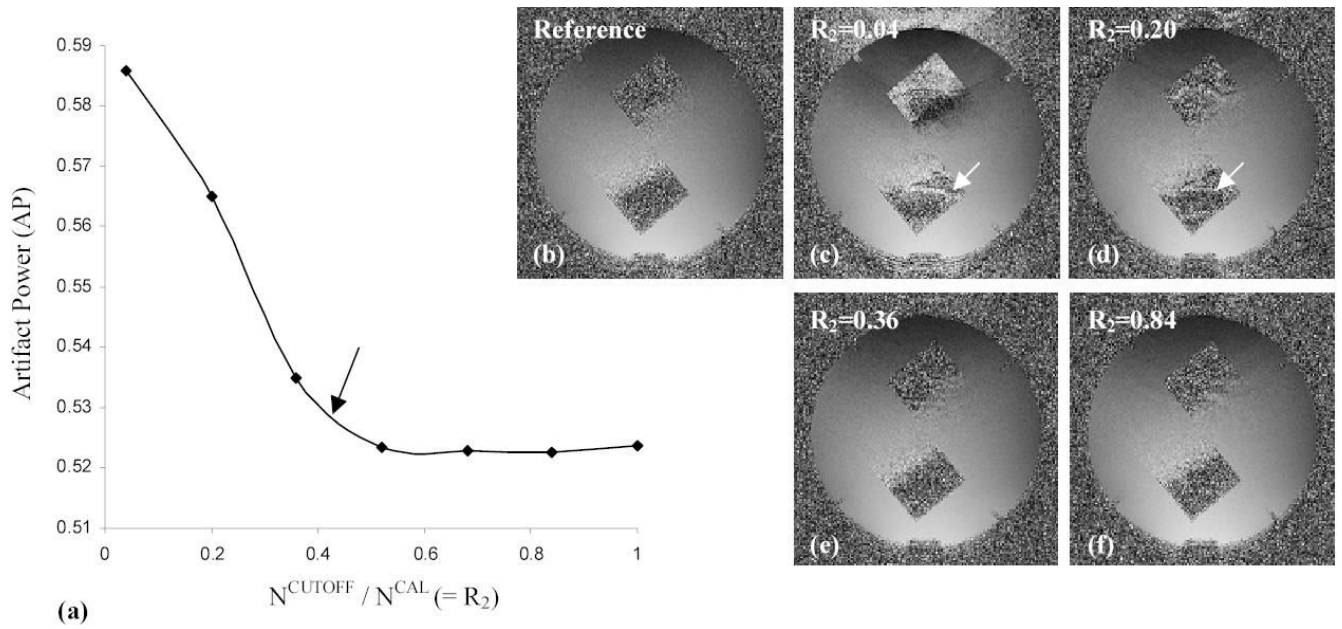 Artifact Power (AP)
0.59
0.58
0.57
0.56
0.55
0.54
0.53
0.52
0.51
0 0.2 0.4 0.6 0.8 1
N^CUTOFF / N^CAL (= R₂)
(a)
Reference
(b)
R₂=0.04
(c)
R₂=0.20
(d)
R₂=0.36
(e)
R₂=0.84
(f)